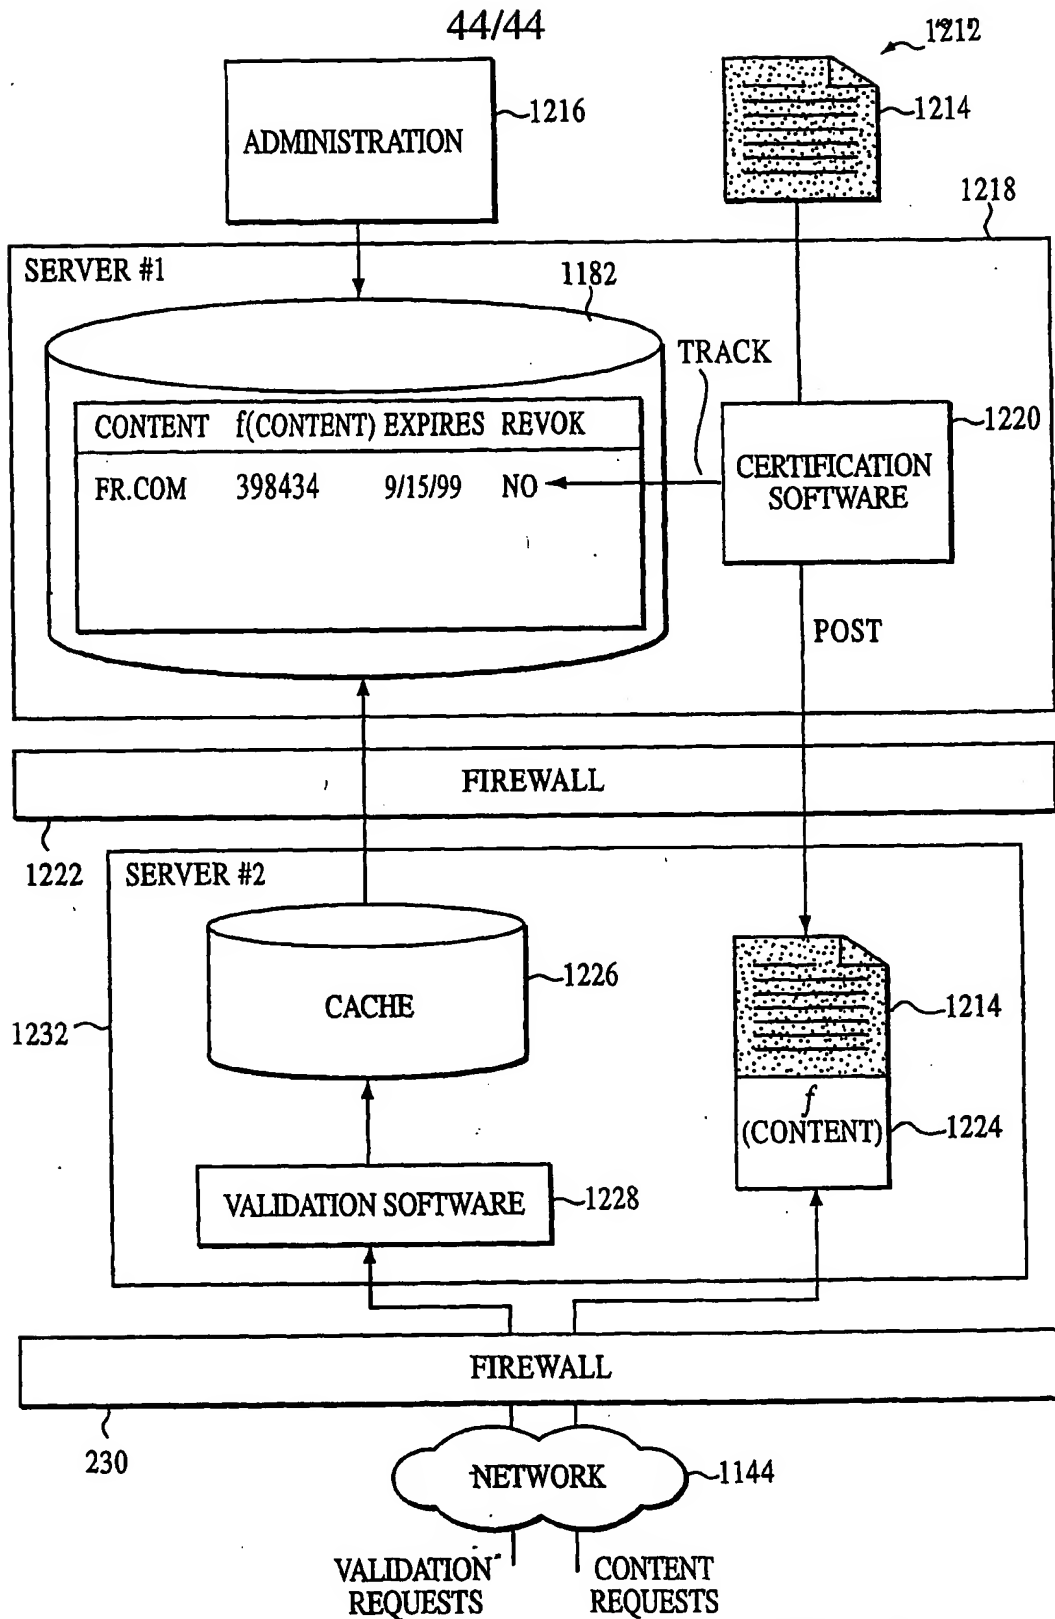 44/44
1212
ADMINISTRATION
1216
1214
1218
SERVER #1
1182
TRACK
CONTENT f(CONTENT) EXPIRES REVOK
FR.COM 398434 9/15/99 NO
1220
CERTIFICATION
SOFTWARE
POST
FIREWALL
1222
SERVER #2
CACHE
1226
1232
1214
f
(CONTENT)
1224
VALIDATION SOFTWARE
1228
FIREWALL
230
NETWORK
1144
VALIDATION
REQUESTS
CONTENT
REQUESTS